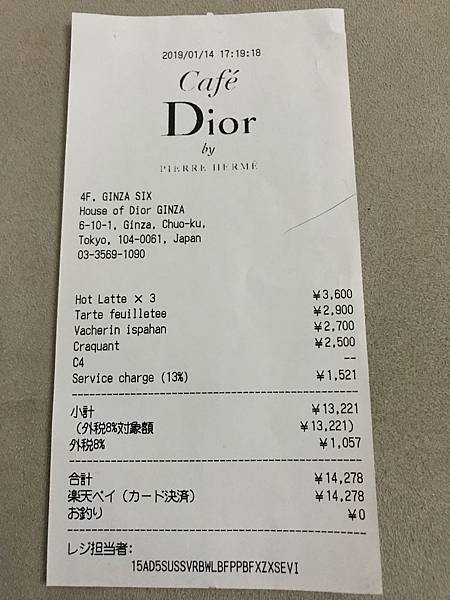 2019/01/14 17:19:18
Café
Dior
by
PIERRE HERMÉ
4F, GINZA SIX
House of Dior GINZA
6-10-1, Ginza, Chuo-ku,
Tokyo, 104-0061, Japan
03-3569-1090
Hot Latte × 3 ¥3,600
Tarte feuilletee ¥2,900
Vacherin ispahan ¥2,700
Craquant ¥2,500
C4 --
Service charge (13%) ¥1,521
小計 ¥13,221
(外税8%対象額 ¥13,221)
外税8% ¥1,057
合計 ¥14,278
楽天ペイ(カード決済) ¥14,278
お釣り ¥0
レジ担当者:
15AD5SUSSVRBWLBFPPBFXZXSEVI